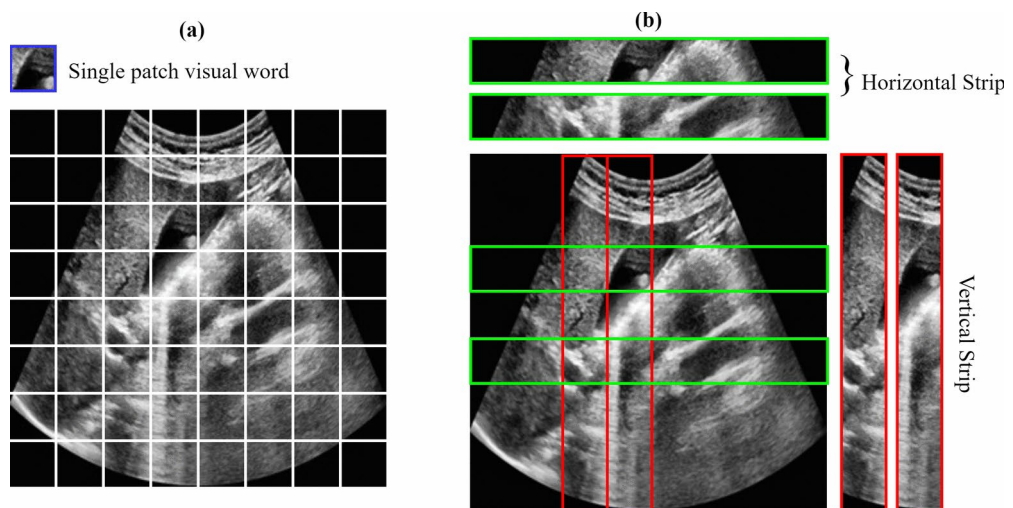 (a)
Single patch visual word
(b)
} Horizontal Strip
Vertical Strip